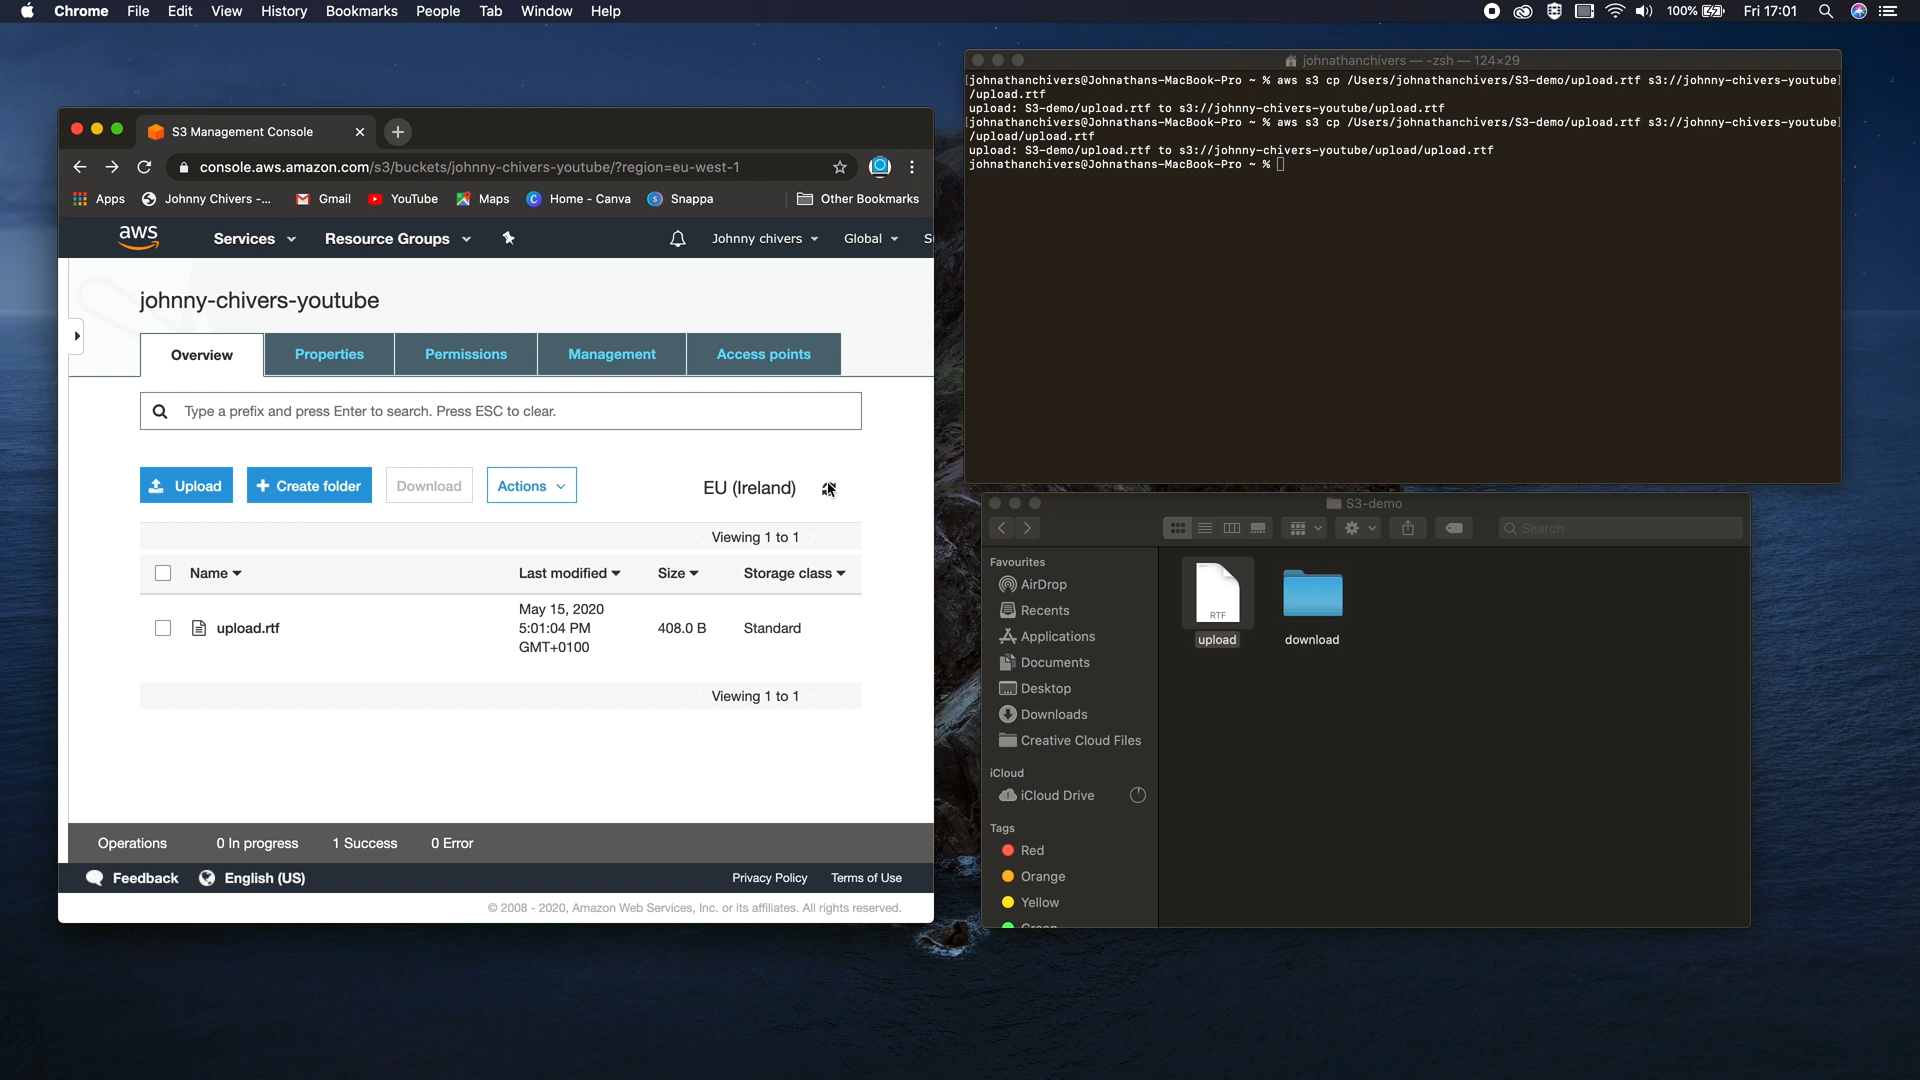 Chrome File Edit View History Bookmarks People Tab Window Help
100% Fri 17:01
S3 Management Console
console.aws.amazon.com/s3/buckets/johnny-chivers-youtube/?region=eu-west-1
Apps Johnny Chivers -... Gmail YouTube Maps Home - Canva Snappa Other Bookmarks
aws Services Resource Groups Johnny chivers Global
johnny-chivers-youtube
Overview Properties Permissions Management Access points
Type a prefix and press Enter to search. Press ESC to clear.
Upload + Create folder Download Actions EU (Ireland)
Viewing 1 to 1
Name Last modified Size Storage class
upload.rtf May 15, 2020 5:01:04 PM GMT+0100 408.0 B Standard
Viewing 1 to 1
Operations 0 In progress 1 Success 0 Error
Feedback English (US) Privacy Policy Terms of Use
© 2008 - 2020, Amazon Web Services, Inc. or its affiliates. All rights reserved.
johnathanchivers — -zsh — 124×29
[johnathanchivers@Johnathans-MacBook-Pro ~ % aws s3 cp /Users/johnathanchivers/S3-demo/upload.rtf s3://johnny-chivers-youtube]
/upload.rtf
upload: S3-demo/upload.rtf to s3://johnny-chivers-youtube/upload.rtf
[johnathanchivers@Johnathans-MacBook-Pro ~ % aws s3 cp /Users/johnathanchivers/S3-demo/upload.rtf s3://johnny-chivers-youtube]
/upload/upload.rtf
upload: S3-demo/upload.rtf to s3://johnny-chivers-youtube/upload/upload.rtf
johnathanchivers@Johnathans-MacBook-Pro ~ %
S3-demo
Search
Favourites
AirDrop
Recents
Applications
Documents
Desktop
Downloads
Creative Cloud Files
iCloud
iCloud Drive
Tags
Red
Orange
Yellow
Green
RTF
upload download